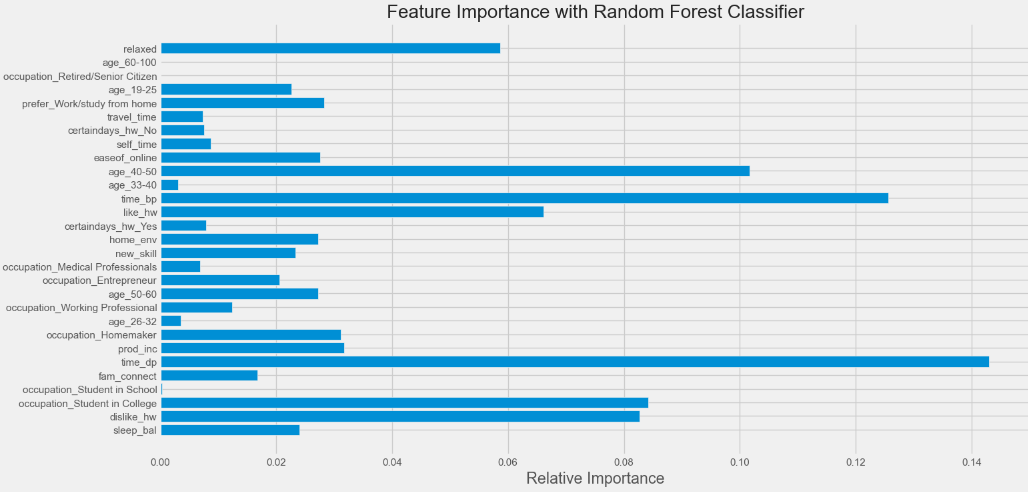 Feature Importance with Random Forest Classifier
relaxed
age_60-100
occupation_Retired/Senior Citizen
age_19-25
prefer_Work/study from home
travel_time
certaindays_hw_No
self_time
easeof_online
age_40-50
age_33-40
time_bp
like_hw
certaindays_hw_Yes
home_env
new_skill
occupation_Medical Professionals
occupation_Entrepreneur
age_50-60
occupation_Working Professional
age_26-32
occupation_Homemaker
prod_inc
time_dp
fam_connect
occupation_Student in School
occupation_Student in College
dislike_hw
sleep_bal
0.00 0.02 0.04 0.06 0.08 0.10 0.12 0.14
Relative Importance